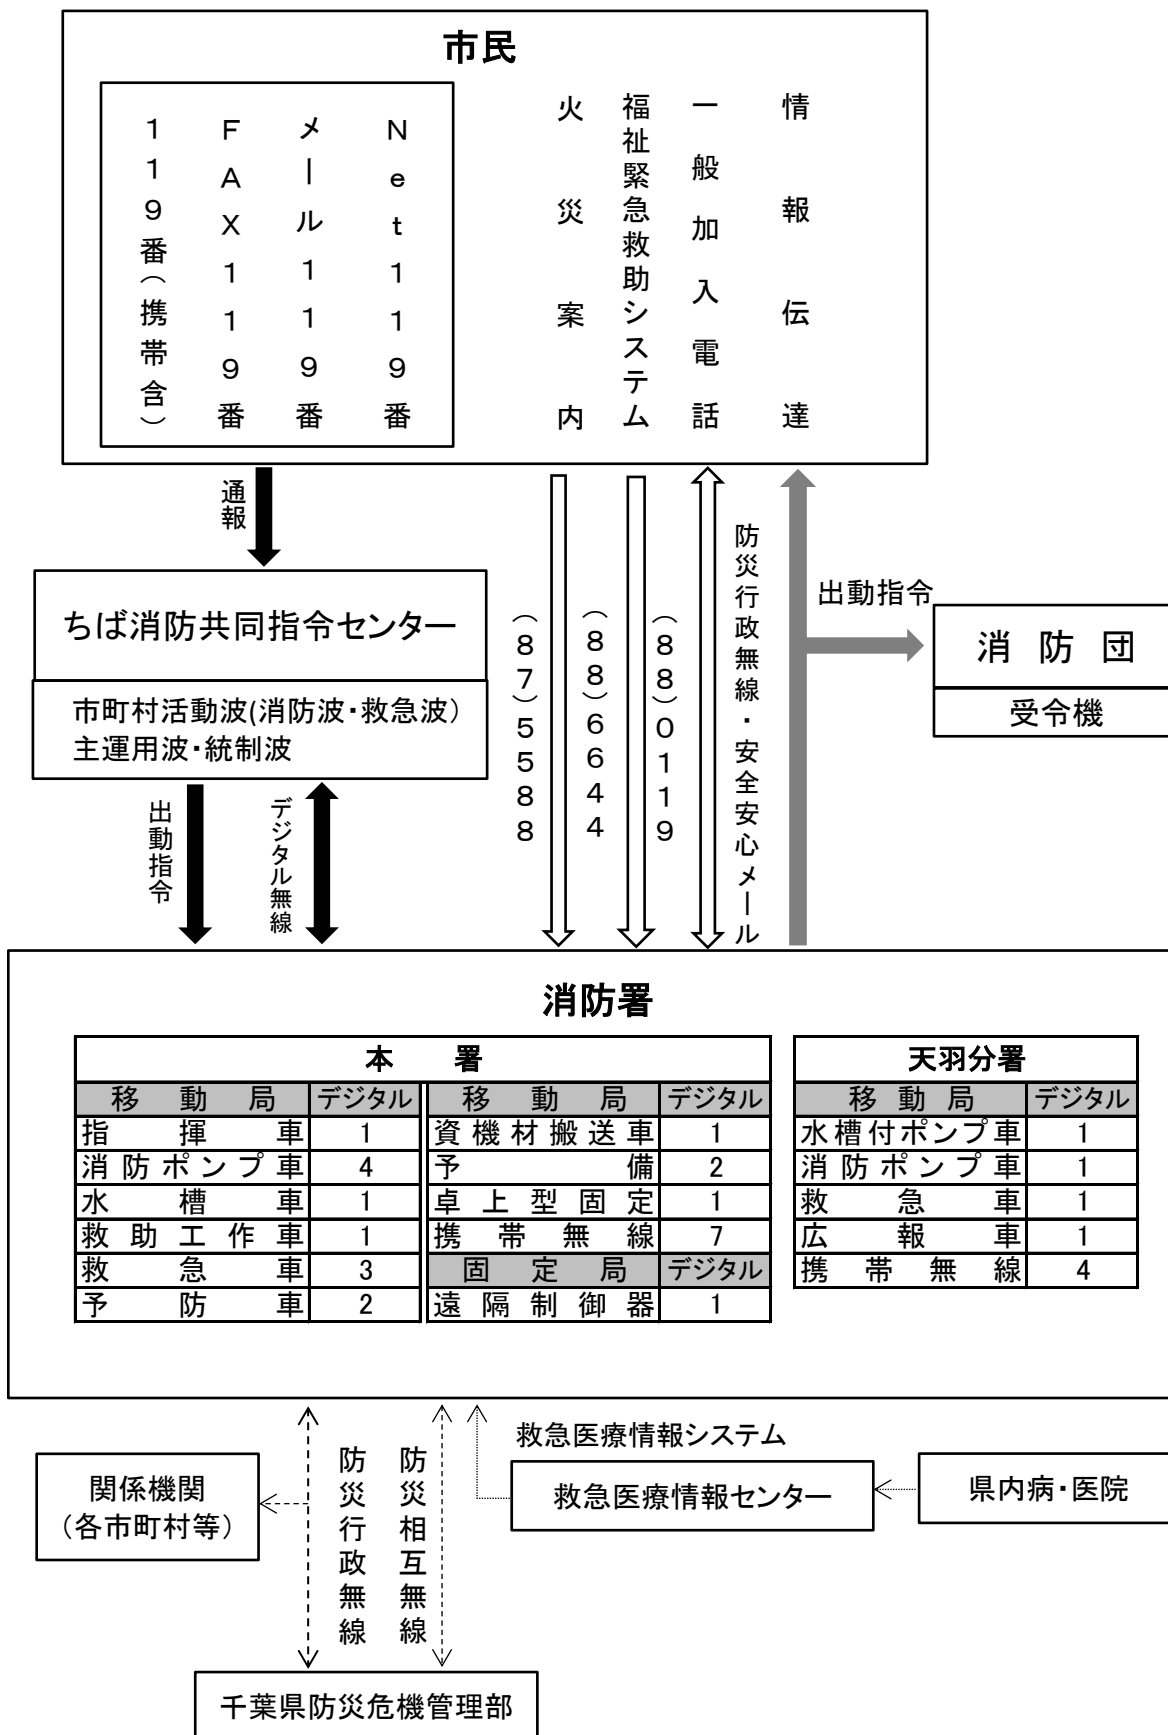 市民
119番(携帯含)
FAX119番
メール119番
Net119番
火災案内
福祉緊急救助システム
一般加入電話
情報伝達
通報
ちば消防共同指令センター
市町村活動波(消防波・救急波)
主運用波・統制波
出動指令
デジタル無線
(87)5588
(88)6644
(88)0119
防災行政無線・安全安心メール
出動指令
消防団
受令機
消防署
本署
移動局 デジタル 移動局 デジタル
指揮車 1 資機材搬送車 1
消防ポンプ車 4 予備 2
水槽車 1 卓上型固定 1
救助工作車 1 携帯無線 7
救急車 3 固定局 デジタル
予防車 2 遠隔制御器 1
天羽分署
移動局 デジタル
水槽付ポンプ車 1
消防ポンプ車 1
救急車 1
広報車 1
携帯無線 4
関係機関
(各市町村等)
防災行政無線
防災相互無線
救急医療情報システム
救急医療情報センター
県内病・医院
千葉県防災危機管理部